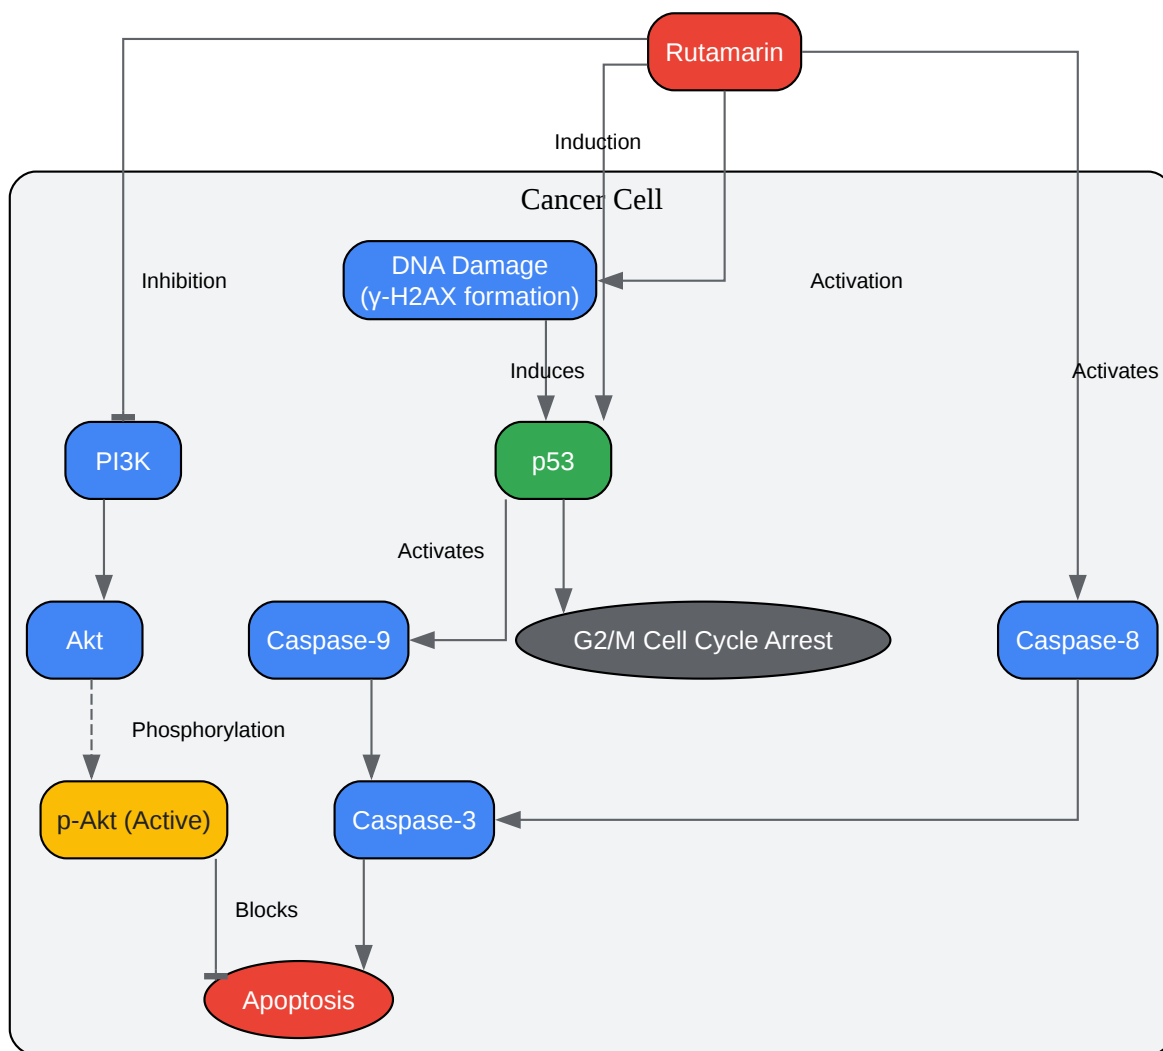 Rutamarin
Induction
Cancer Cell
DNA Damage
(γ-H2AX formation)
Inhibition
Activation
Induces
Activates
PI3K
p53
Activates
Akt
Caspase-9
G2/M Cell Cycle Arrest
Caspase-8
Phosphorylation
p-Akt (Active)
Caspase-3
Blocks
Apoptosis